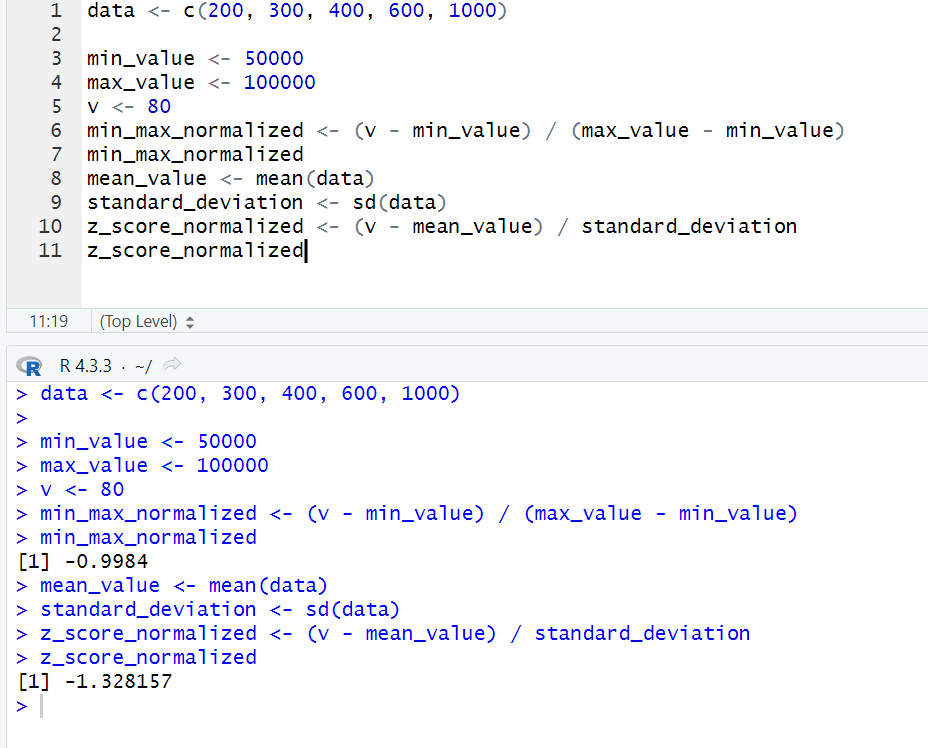 1 data <- c(200, 300, 400, 600, 1000)
2
3 min_value <- 50000
4 max_value <- 100000
5 v <- 80
6 min_max_normalized <- (v - min_value) / (max_value - min_value)
7 min_max_normalized
8 mean_value <- mean(data)
9 standard_deviation <- sd(data)
10 z_score_normalized <- (v - mean_value) / standard_deviation
11 z_score_normalized
11:19 (Top Level)
R R 4.3.3 · ~/
> data <- c(200, 300, 400, 600, 1000)
>
> min_value <- 50000
> max_value <- 100000
> v <- 80
> min_max_normalized <- (v - min_value) / (max_value - min_value)
> min_max_normalized
[1] -0.9984
> mean_value <- mean(data)
> standard_deviation <- sd(data)
> z_score_normalized <- (v - mean_value) / standard_deviation
> z_score_normalized
[1] -1.328157
>